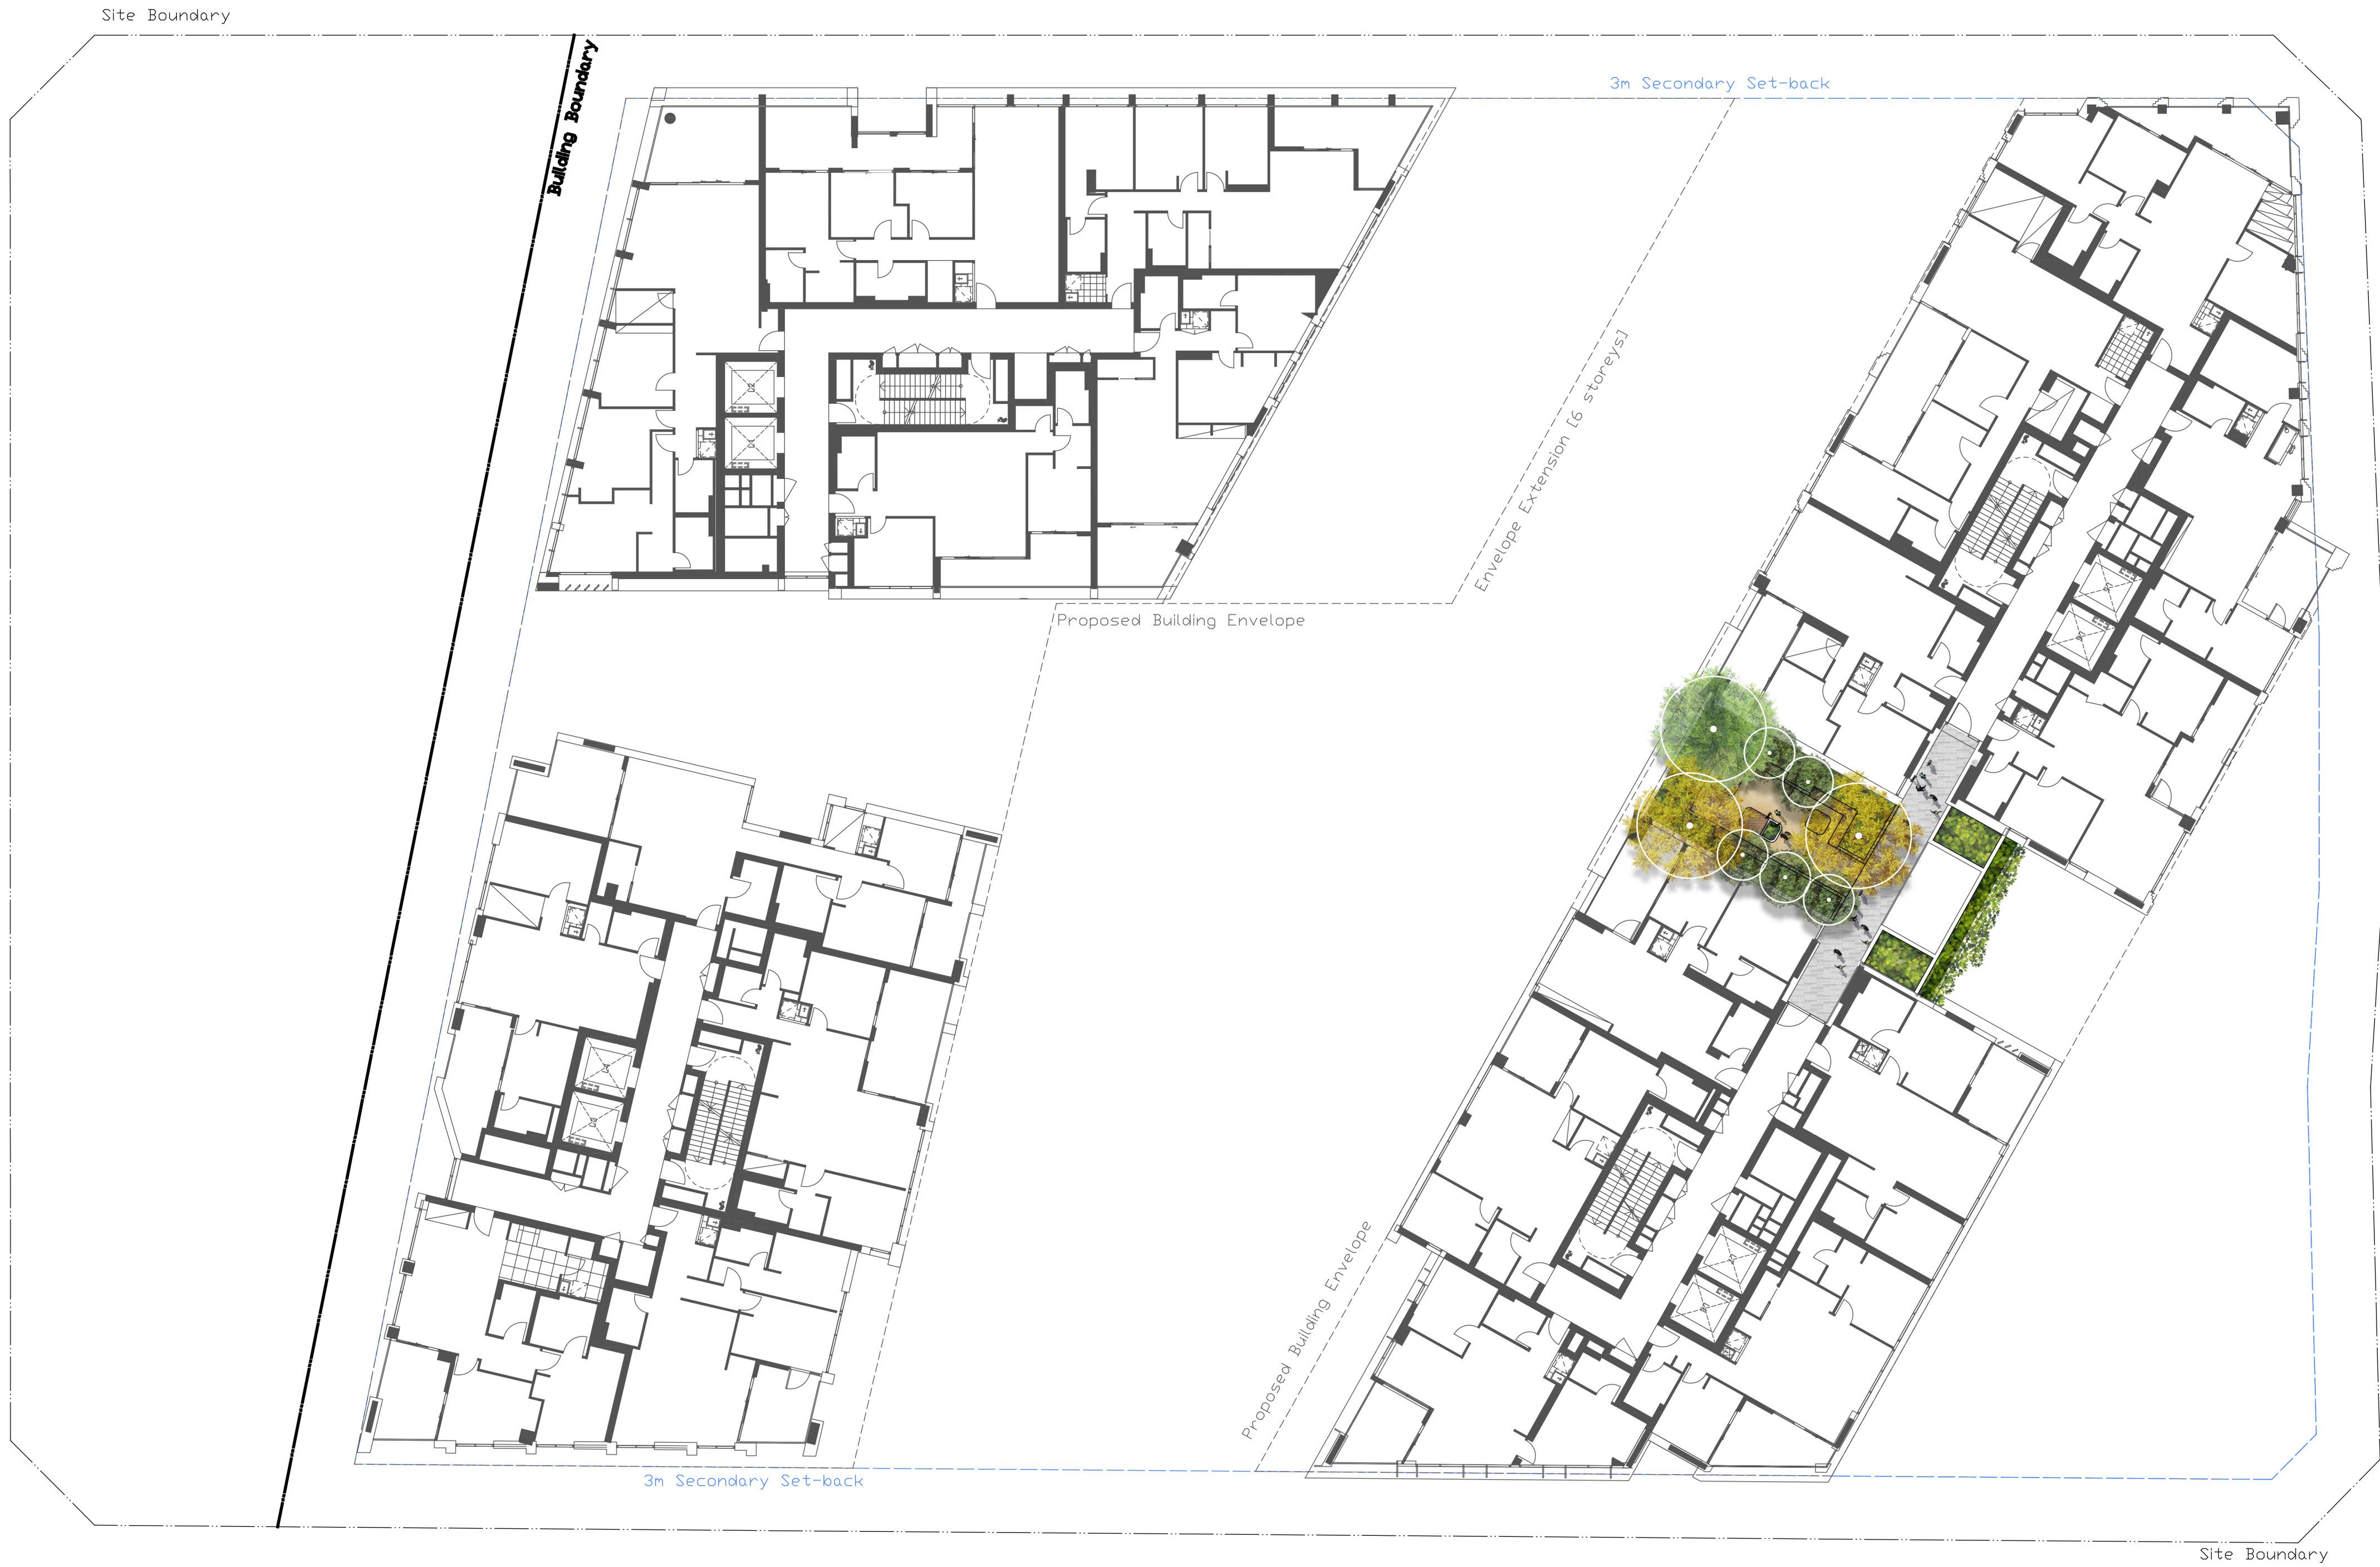 Site Boundary
Building Boundary
3m Secondary Set-back
Envelope Extension [6 storeys]
Proposed Building Envelope
Proposed Building Envelope
3m Secondary Set-back
Site Boundary